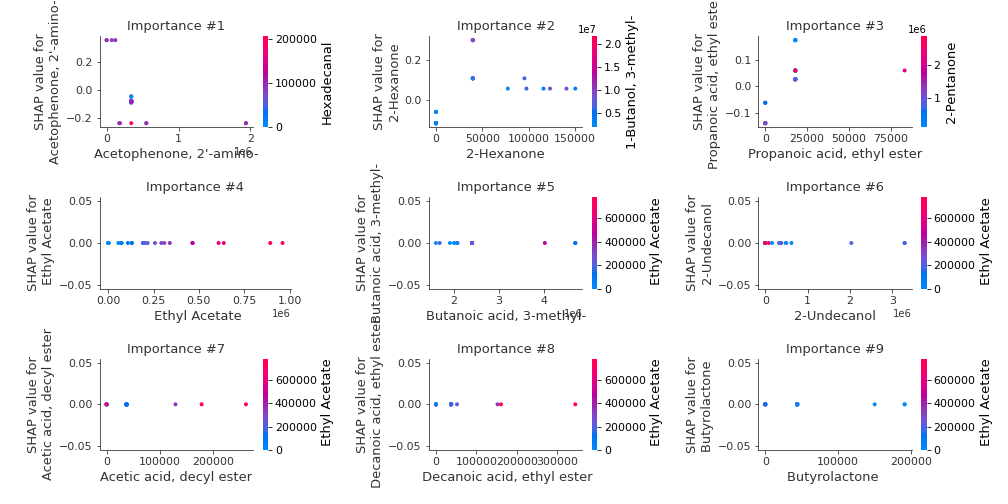 Importance #1
SHAP value for
Acetophenone, 2'-amino-
0.2
0.0
−0.2
0
1
2
1e6
Acetophenone, 2'-amino-
200000
100000
0
Hexadecanal
Importance #2
SHAP value for
2-Hexanone
0.2
0.0
0
50000
100000
150000
2-Hexanone
1e7
2.0
1.5
1.0
0.5
1-Butanol, 3-methyl-
Importance #3
SHAP value for
Propanoic acid, ethyl ester
0.1
0.0
−0.1
0
25000
50000
75000
Propanoic acid, ethyl ester
1e6
2
1
2-Pentanone
Importance #4
SHAP value for
Ethyl Acetate
0.05
0.00
−0.05
0.00
0.25
0.50
0.75
1.00
1e6
Ethyl Acetate
Importance #5
SHAP value for
Butanoic acid, 3-methyl-
2
3
4
1e6
Butanoic acid, 3-methyl-
600000
400000
200000
0
Ethyl Acetate
Importance #6
SHAP value for
2-Undecanol
0.05
0.00
−0.05
0
1
2
3
1e6
2-Undecanol
600000
400000
200000
0
Ethyl Acetate
Importance #7
SHAP value for
Acetic acid, decyl ester
0.05
0.00
−0.05
0
100000
200000
Acetic acid, decyl ester
600000
400000
200000
0
Ethyl Acetate
Importance #8
SHAP value for
Decanoic acid, ethyl ester
0.05
0.00
−0.05
0
100000
200000
300000
Decanoic acid, ethyl ester
600000
400000
200000
0
Ethyl Acetate
Importance #9
SHAP value for
Butyrolactone
0.05
0.00
−0.05
0
100000
200000
Butyrolactone
600000
400000
200000
0
Ethyl Acetate